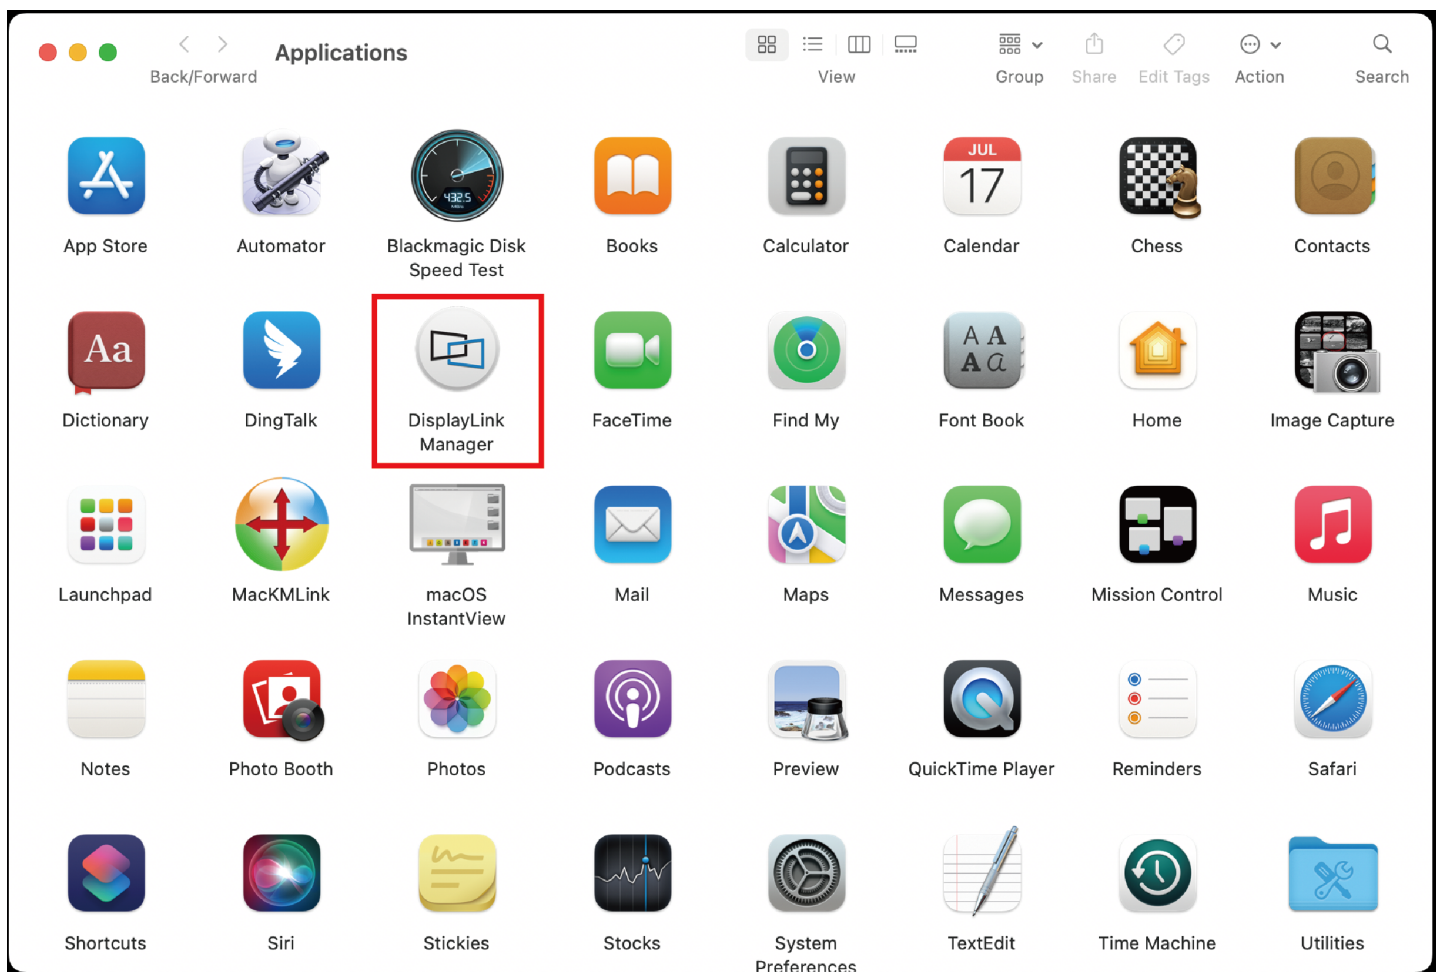 Applications
Back/Forward
View
Group
Share
Edit Tags
Action
Search
432.5
JUL
17
App Store
Automator
Blackmagic Disk
Speed Test
Books
Calculator
Calendar
Chess
Contacts
Aa
A A
A a
Dictionary
DingTalk
DisplayLink
Manager
FaceTime
Find My
Font Book
Home
Image Capture
Launchpad
MacKMLink
macOS
InstantView
Mail
Maps
Messages
Mission Control
Music
Notes
Photo Booth
Photos
Podcasts
Preview
QuickTime Player
Reminders
Safari
Shortcuts
Siri
Stickies
Stocks
System
Preferences
TextEdit
Time Machine
Utilities